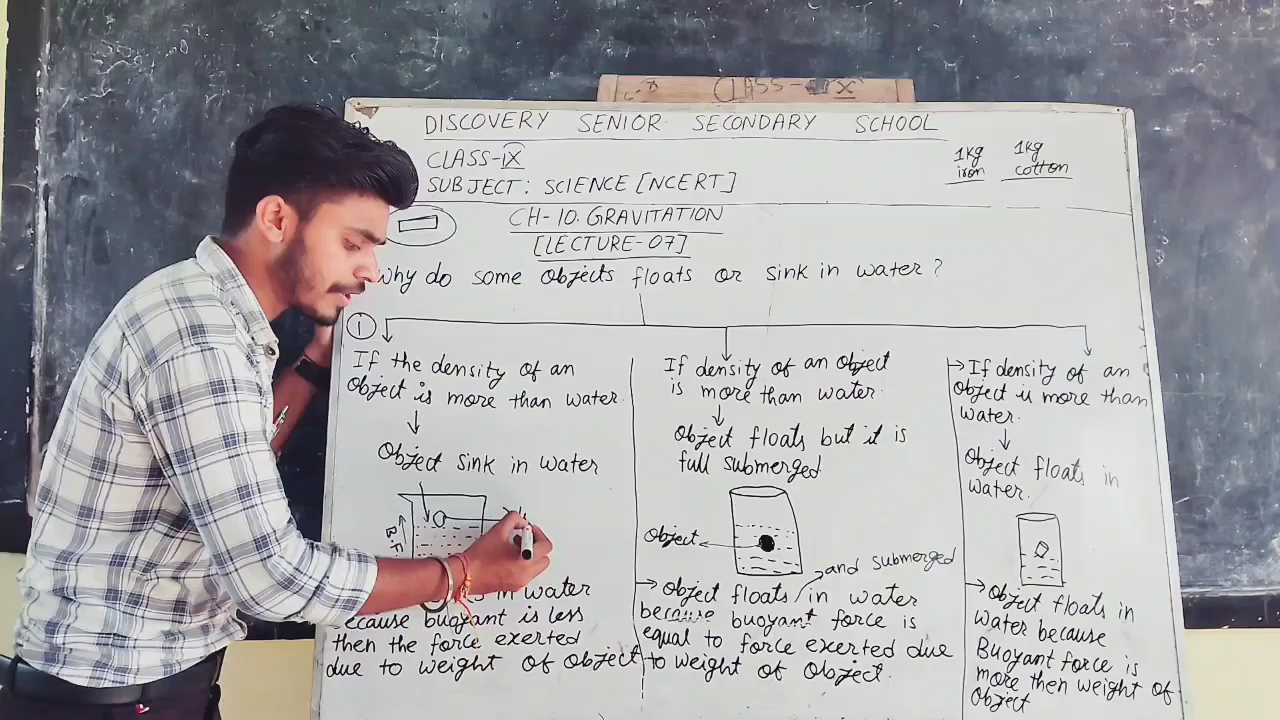 CLASS-IX
DISCOVERY SENIOR SECONDARY SCHOOL
CLASS-IX
SUBJECT: SCIENCE [NCERT]
1kg iron
1kg cotton
CH-10. GRAVITATION
[LECTURE-07]
why do some objects floats or sink in water?
①
If the density of an
object is more than water.
Object sink in water
B.F
in water
ecause buoyant is less
then the force exerted
due to weight of object
If density of an object
is more than water.
Object floats but it is
full submerged
Object
and submerged
Object floats in water
because buoyant force is
equal to force exerted due
to weight of object.
If density of an
object is more than
water.
Object floats in
water.
Object floats in
water because
Buoyant force is
more then weight of
object